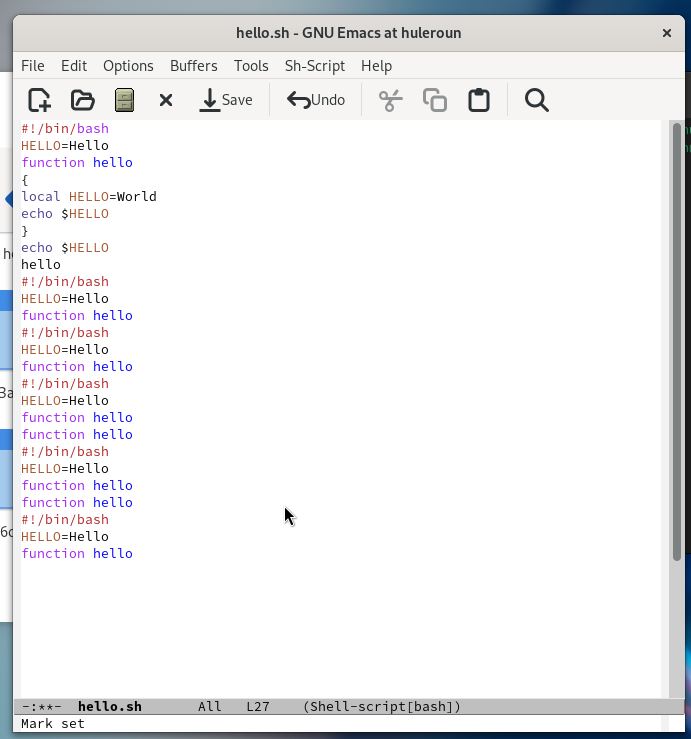 hello.sh - GNU Emacs at huleroun ×
File Edit Options Buffers Tools Sh-Script Help
Save Undo
#!/bin/bash
HELLO=Hello
function hello
{
local HELLO=World
echo $HELLO
}
echo $HELLO
hello
#!/bin/bash
HELLO=Hello
function hello
#!/bin/bash
HELLO=Hello
function hello
#!/bin/bash
HELLO=Hello
function hello
function hello
#!/bin/bash
HELLO=Hello
function hello
function hello
#!/bin/bash
HELLO=Hello
function hello
-:**- hello.sh All L27 (Shell-script[bash])
Mark set